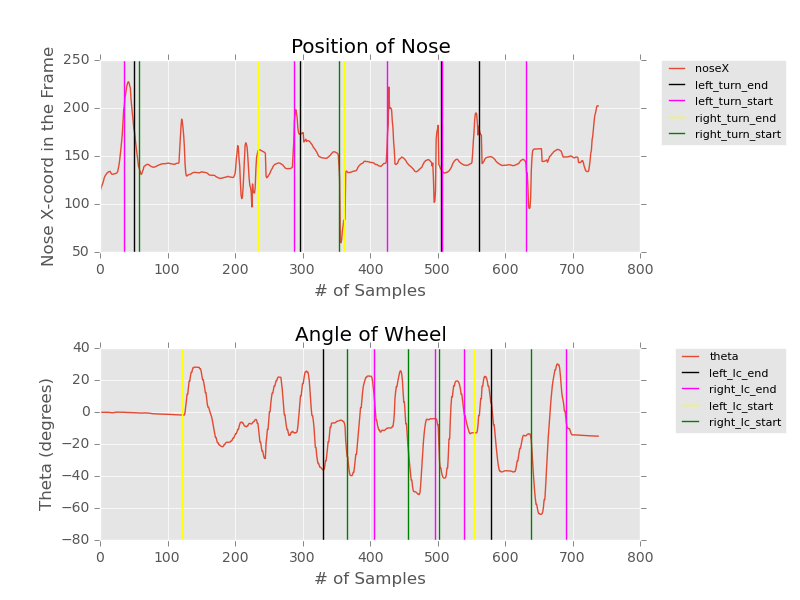 Position of Nose
Nose X-coord in the Frame
250
200
150
100
50
0 100 200 300 400 500 600 700 800
# of Samples
noseX
left_turn_end
left_turn_start
right_turn_end
right_turn_start
Angle of Wheel
Theta (degrees)
40
20
0
−20
−40
−60
−80
0 100 200 300 400 500 600 700 800
# of Samples
theta
left_lc_end
right_lc_end
left_lc_start
right_lc_start